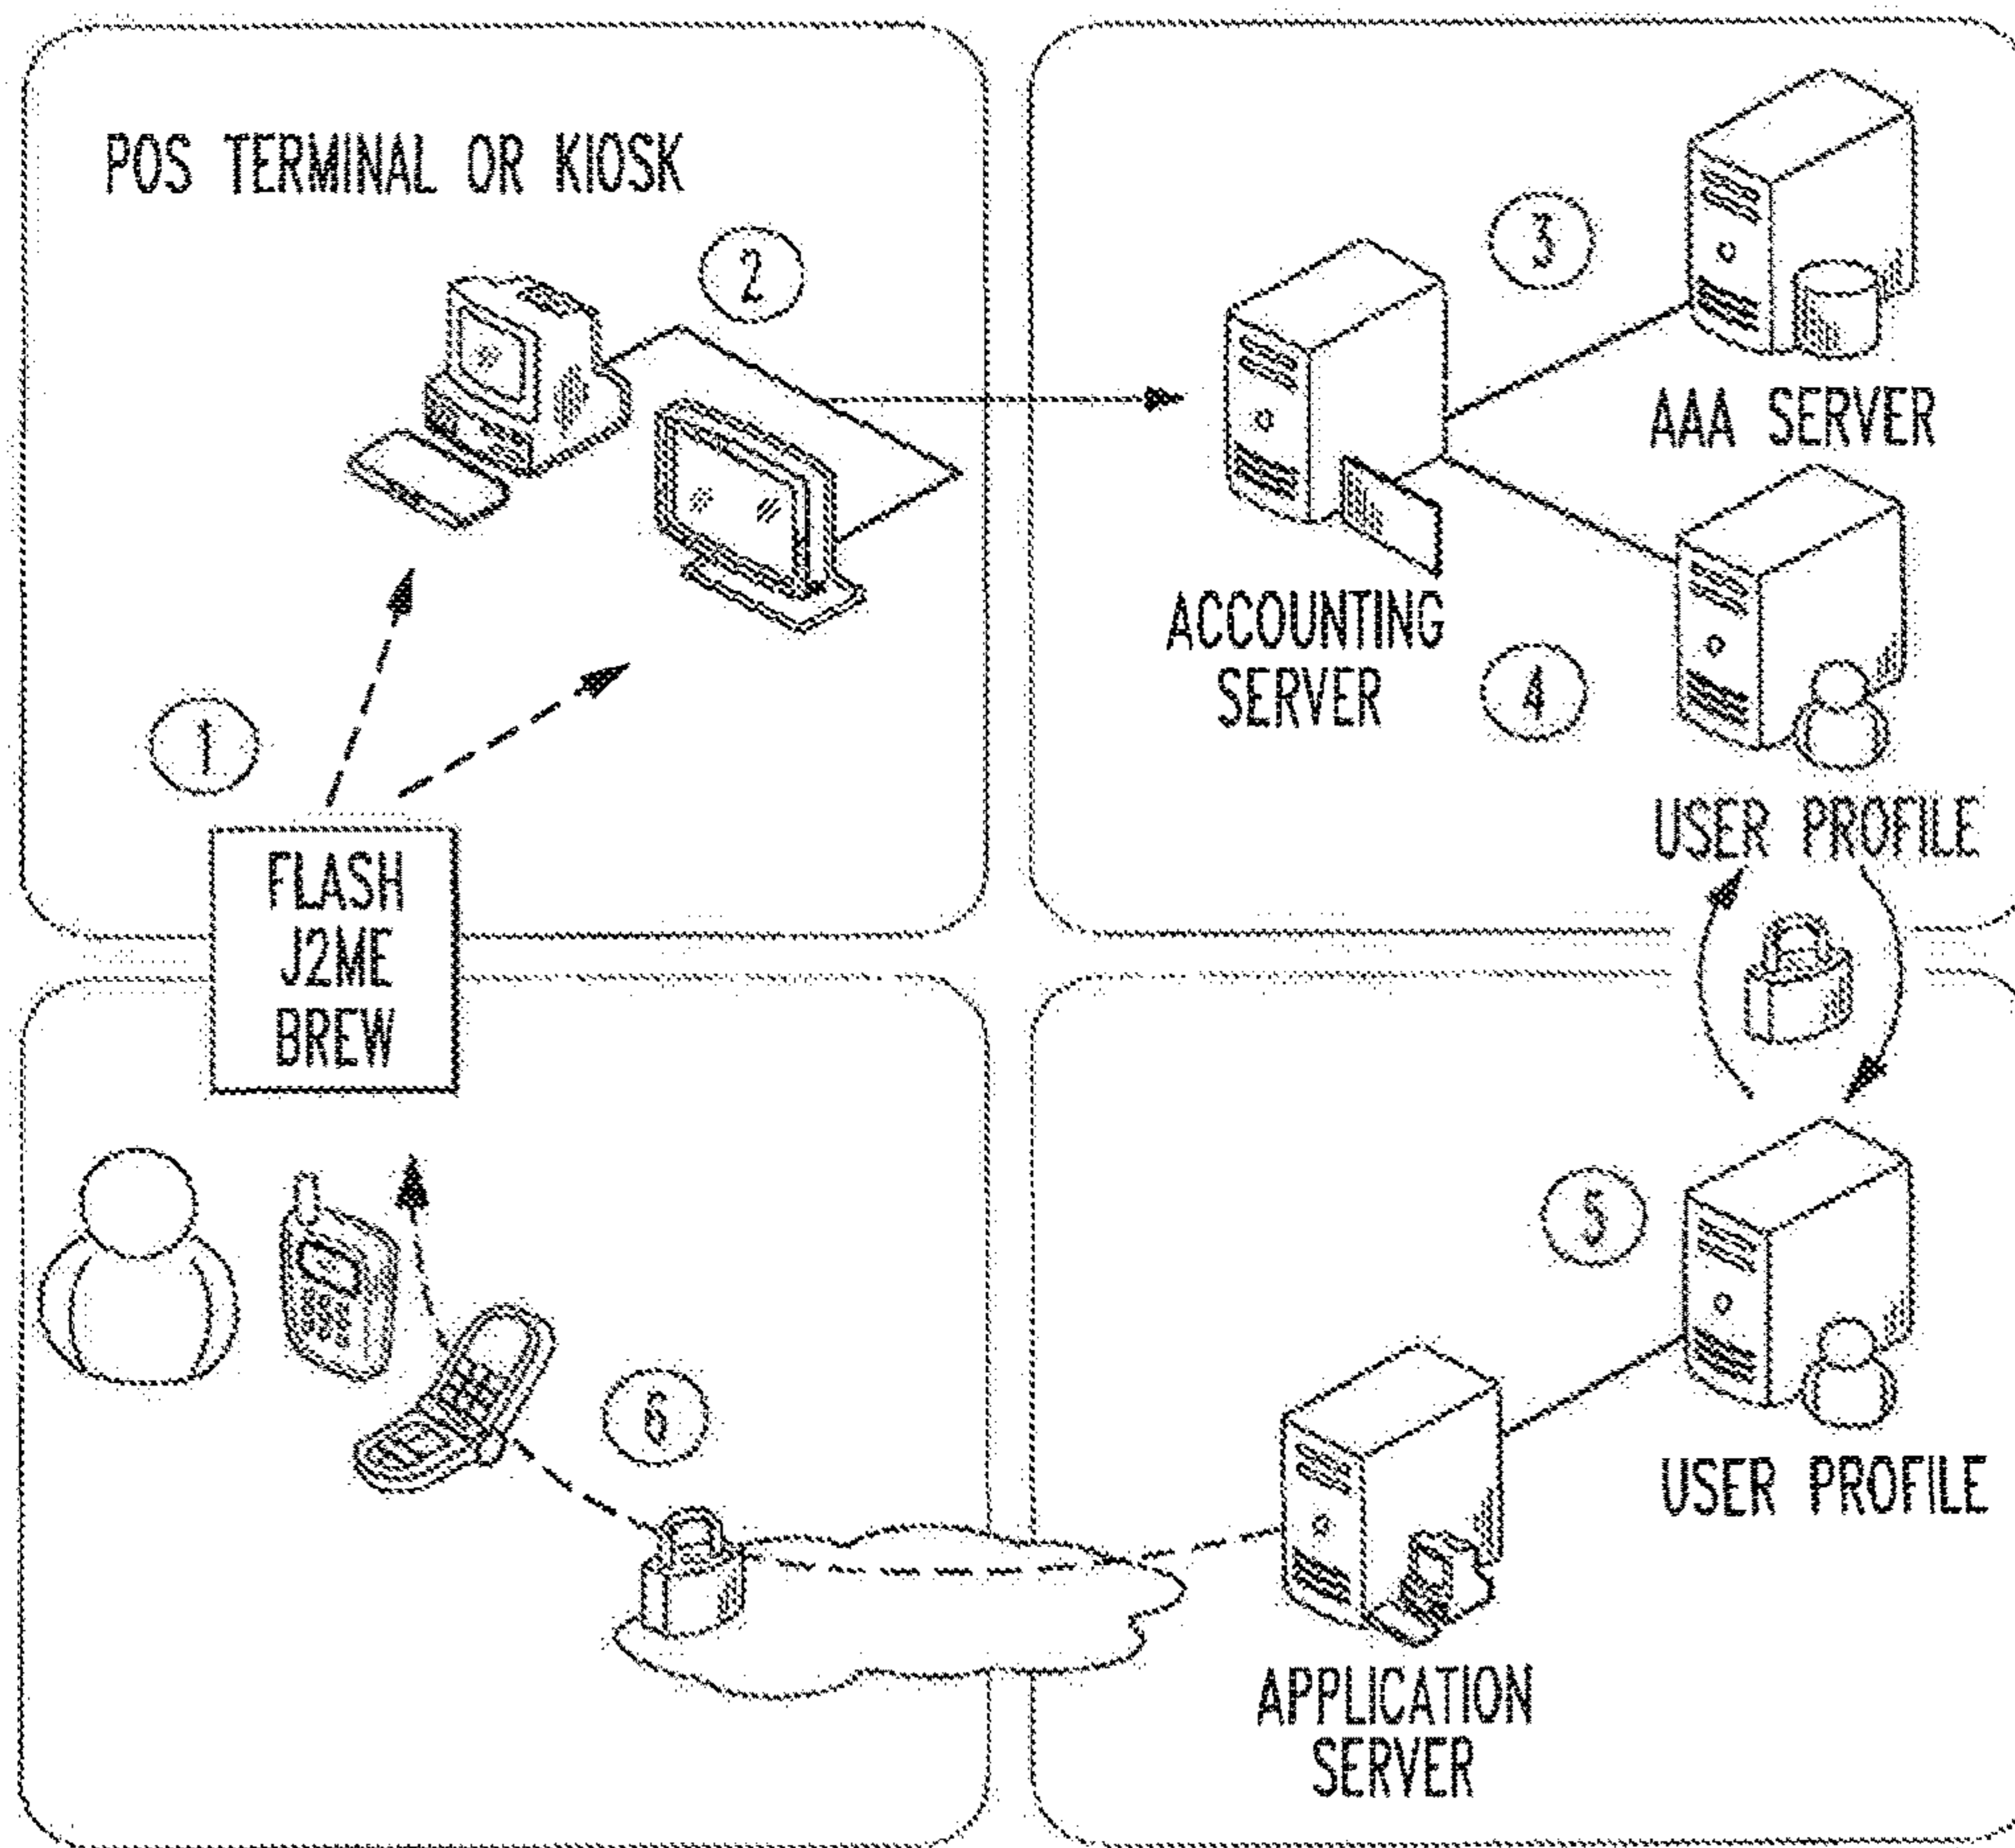 POS TERMINAL OR KIOSK
2
3
AAA SERVER
ACCOUNTING
SERVER
4
1
USER PROFILE
FLASH
J2ME
BREW
5
6
USER PROFILE
APPLICATION
SERVER